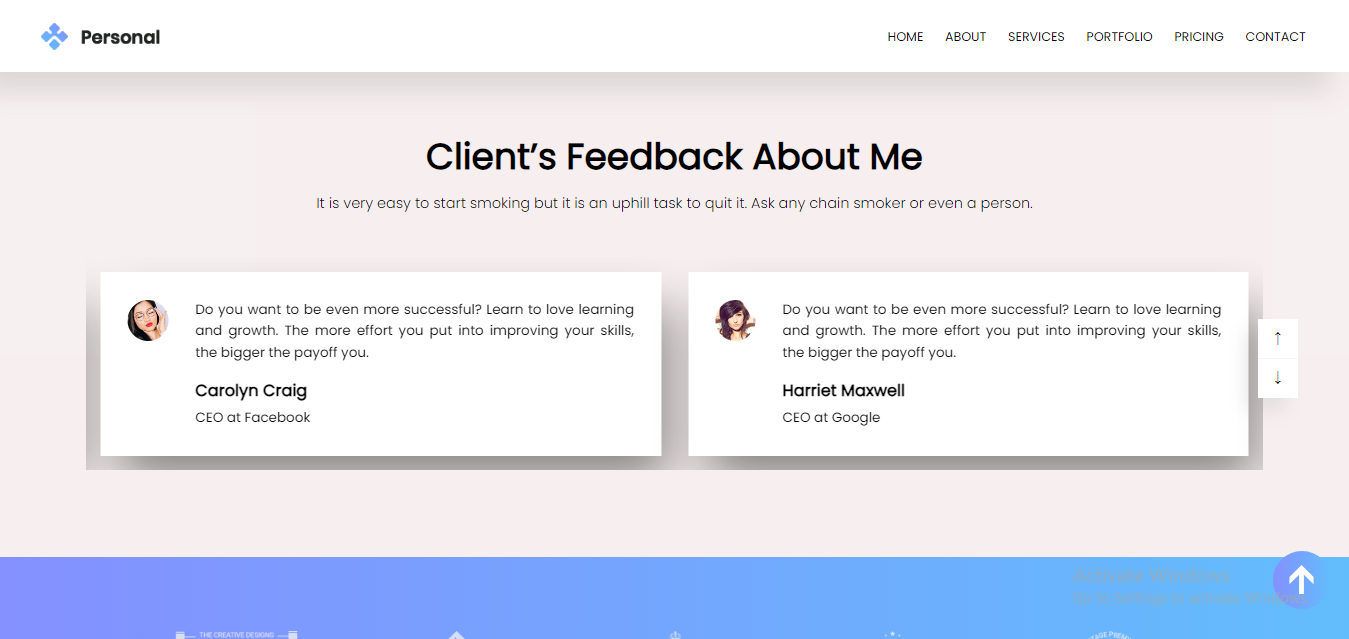 Personal
HOME ABOUT SERVICES PORTFOLIO PRICING CONTACT
Client’s Feedback About Me
It is very easy to start smoking but it is an uphill task to quit it. Ask any chain smoker or even a person.
Do you want to be even more successful? Learn to love learning
and growth. The more effort you put into improving your skills,
the bigger the payoff you.
Carolyn Craig
CEO at Facebook
Do you want to be even more successful? Learn to love learning
and growth. The more effort you put into improving your skills,
the bigger the payoff you.
Harriet Maxwell
CEO at Google
↑
↓
Activate Windows
Go to Settings to activate Windows.
THE CREATIVE DESIGNS